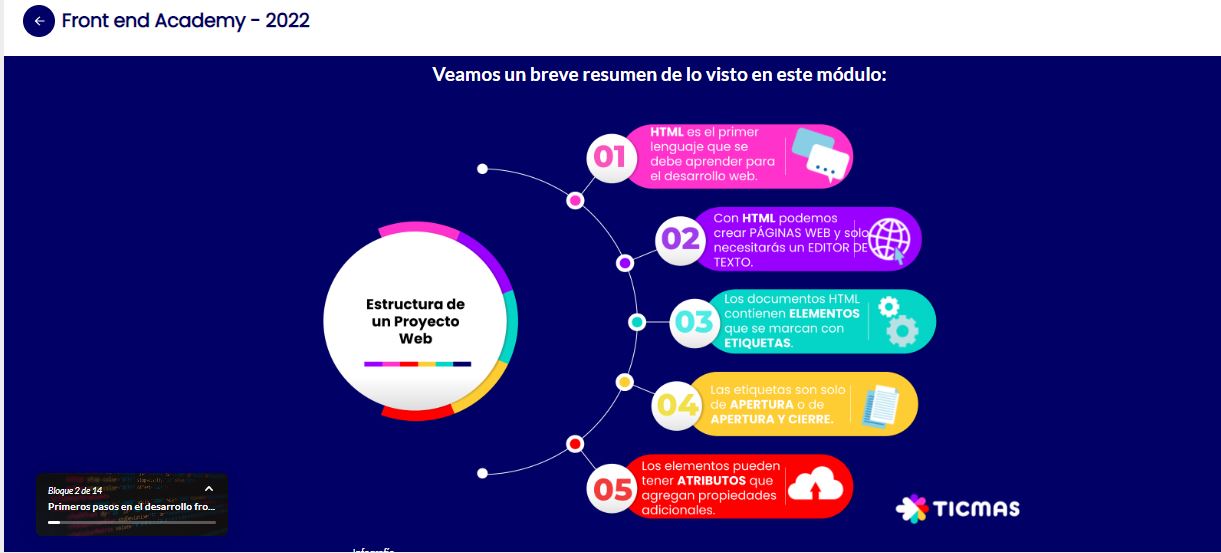 Front end Academy - 2022
Veamos un breve resumen de lo visto en este módulo:
01
HTML es el primer
lenguaje que se
debe aprender para
el desarrollo web.
02
Con HTML podemos
crear PÁGINAS WEB y solo
necesitarás un EDITOR DE
TEXTO.
Estructura de
un Proyecto
Web
03
Los documentos HTML
contienen ELEMENTOS
que se marcan con
ETIQUETAS.
04
Las etiquetas son solo
de APERTURA o de
APERTURA Y CIERRE.
05
Los elementos pueden
tener ATRIBUTOS que
agregan propiedades
adicionales.
Bloque 2 de 14
Primeros pasos en el desarrollo fro...
TICMAS